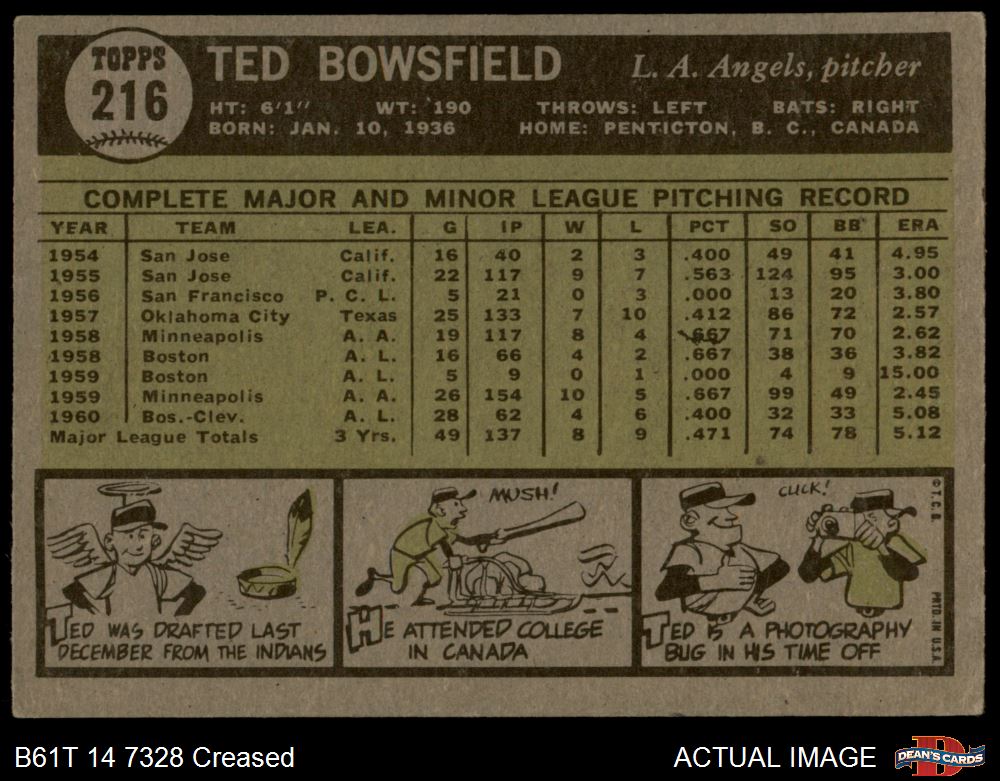 TOPPS
216
TED BOWSFIELD
L. A. Angels, pitcher
HT: 6'1" WT: 190 THROWS: LEFT BATS: RIGHT
BORN: JAN. 10, 1936 HOME: PENTICTON, B. C., CANADA
COMPLETE MAJOR AND MINOR LEAGUE PITCHING RECORD
YEAR TEAM LEA. G IP W L PCT SO BB ERA
1954 San Jose Calif. 16 40 2 3 .400 49 41 4.95
1955 San Jose Calif. 22 117 9 7 .563 124 95 3.00
1956 San Francisco P. C. L. 5 21 0 3 .000 13 20 3.80
1957 Oklahoma City Texas 25 133 7 10 .412 86 72 2.57
1958 Minneapolis A. A. 19 117 8 4 .667 71 70 2.62
1958 Boston A. L. 16 66 4 2 .667 38 36 3.82
1959 Boston A. L. 5 9 0 1 .000 4 9 15.00
1959 Minneapolis A. A. 26 154 10 5 .667 99 49 2.45
1960 Bos.-Clev. A. L. 28 62 4 6 .400 32 33 5.08
Major League Totals 3 Yrs. 49 137 8 9 .471 74 78 5.12
TED WAS DRAFTED LAST
DECEMBER FROM THE INDIANS
MUSH!
HE ATTENDED COLLEGE
IN CANADA
CLICK!
TED IS A PHOTOGRAPHY
BUG IN HIS TIME OFF
© T. C. G.
PRTD. IN U.S.A.
B61T 14 7328 Creased
ACTUAL IMAGE
DEAN'S CARDS